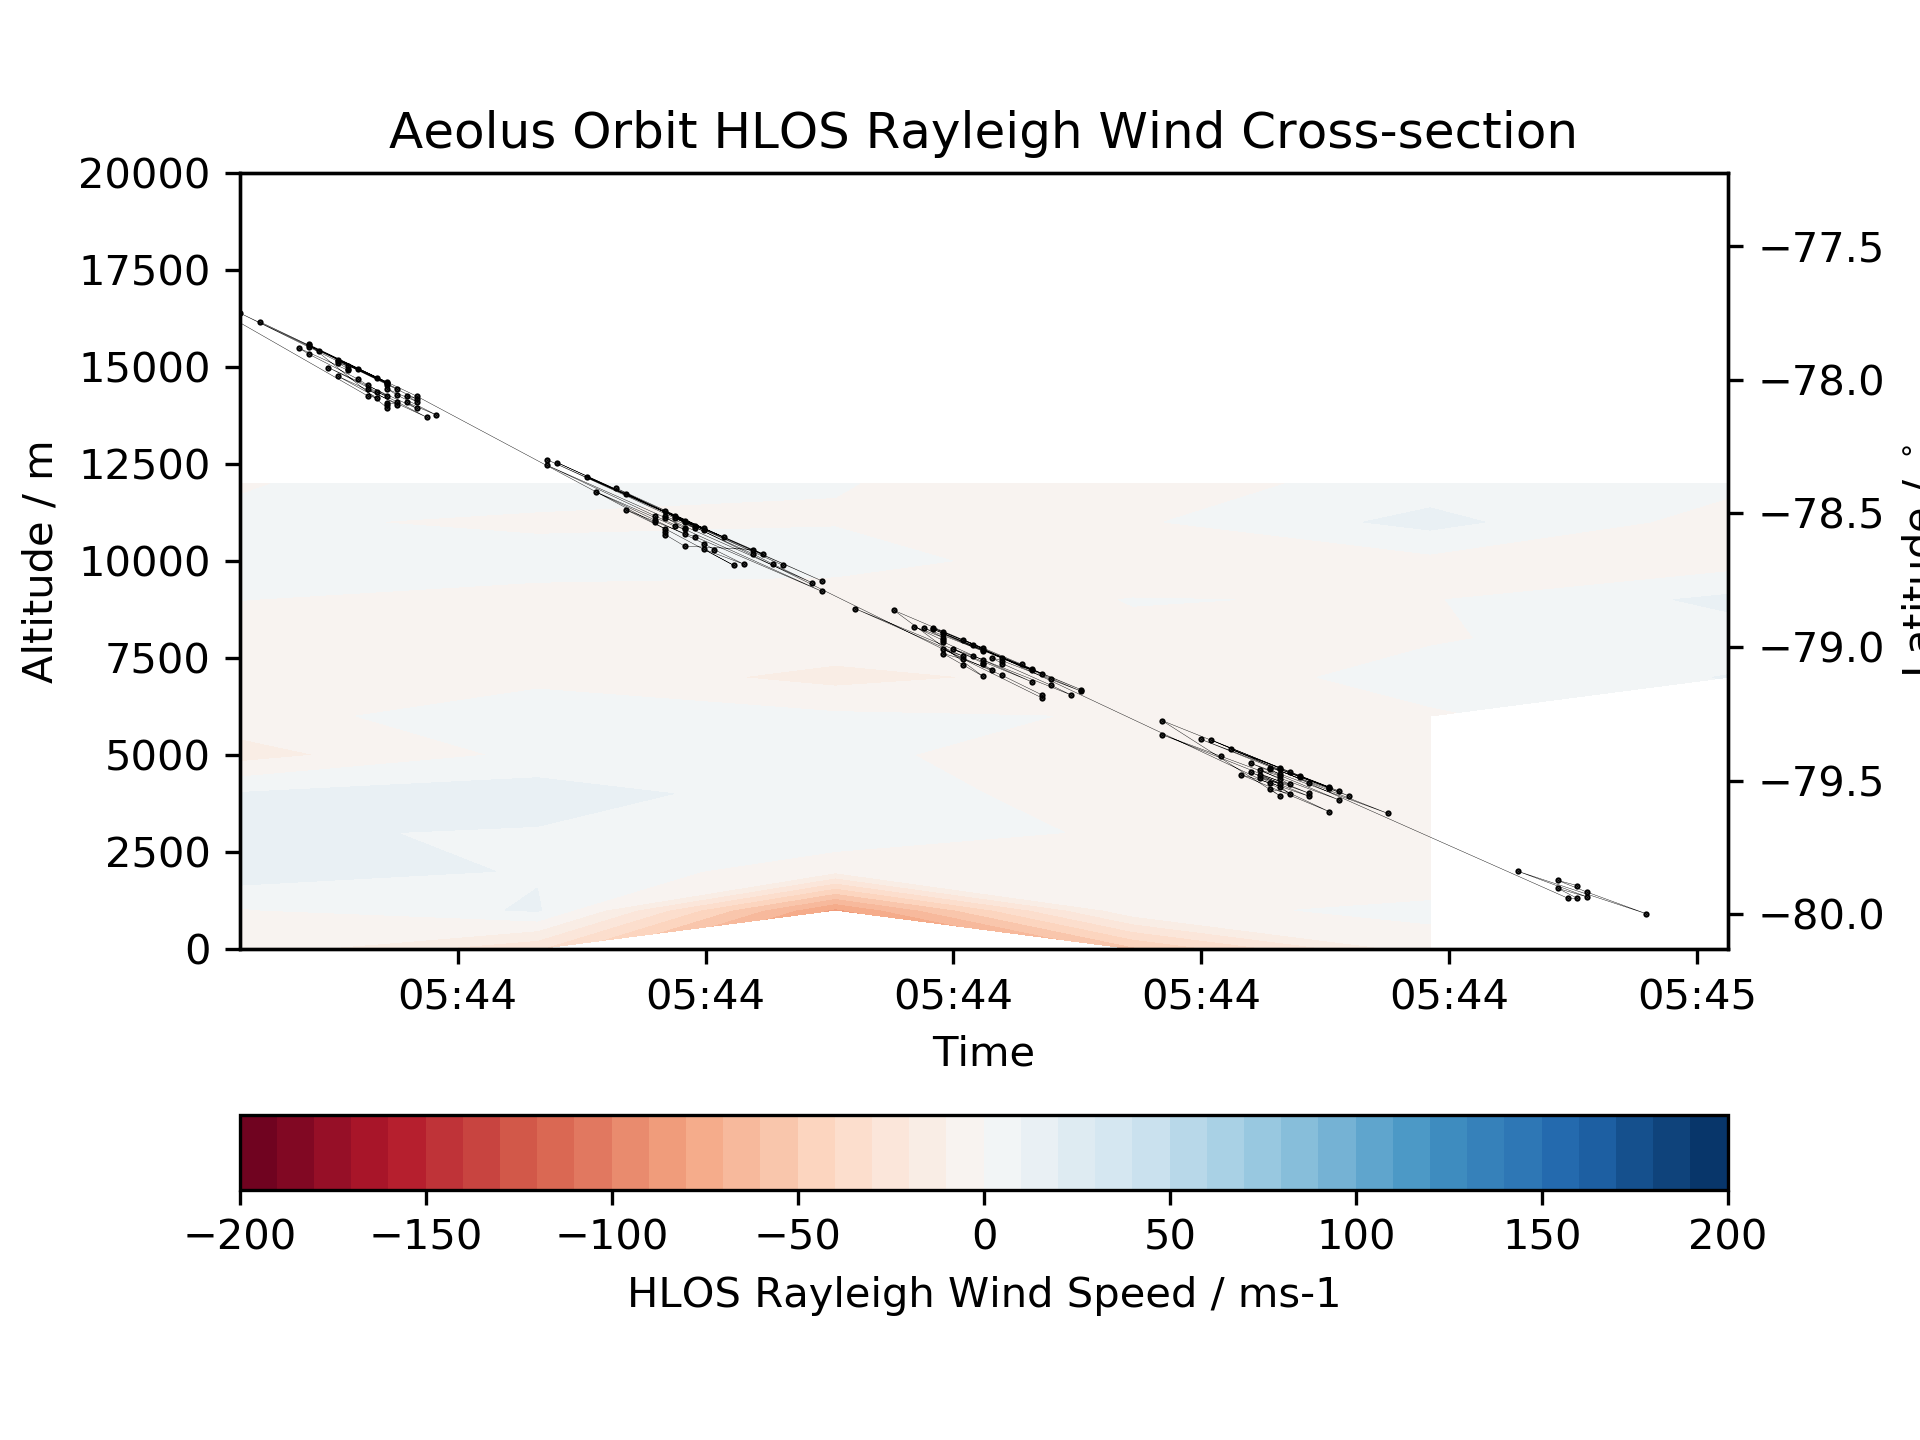 Aeolus Orbit HLOS Rayleigh Wind Cross-section
20000
17500
15000
12500
10000
7500
5000
2500
0
Altitude / m
−77.5
−78.0
−78.5
−79.0
−79.5
−80.0
Latitude / °
05:44 05:44 05:44 05:44 05:44 05:45
Time
−200 −150 −100 −50 0 50 100 150 200
HLOS Rayleigh Wind Speed / ms-1